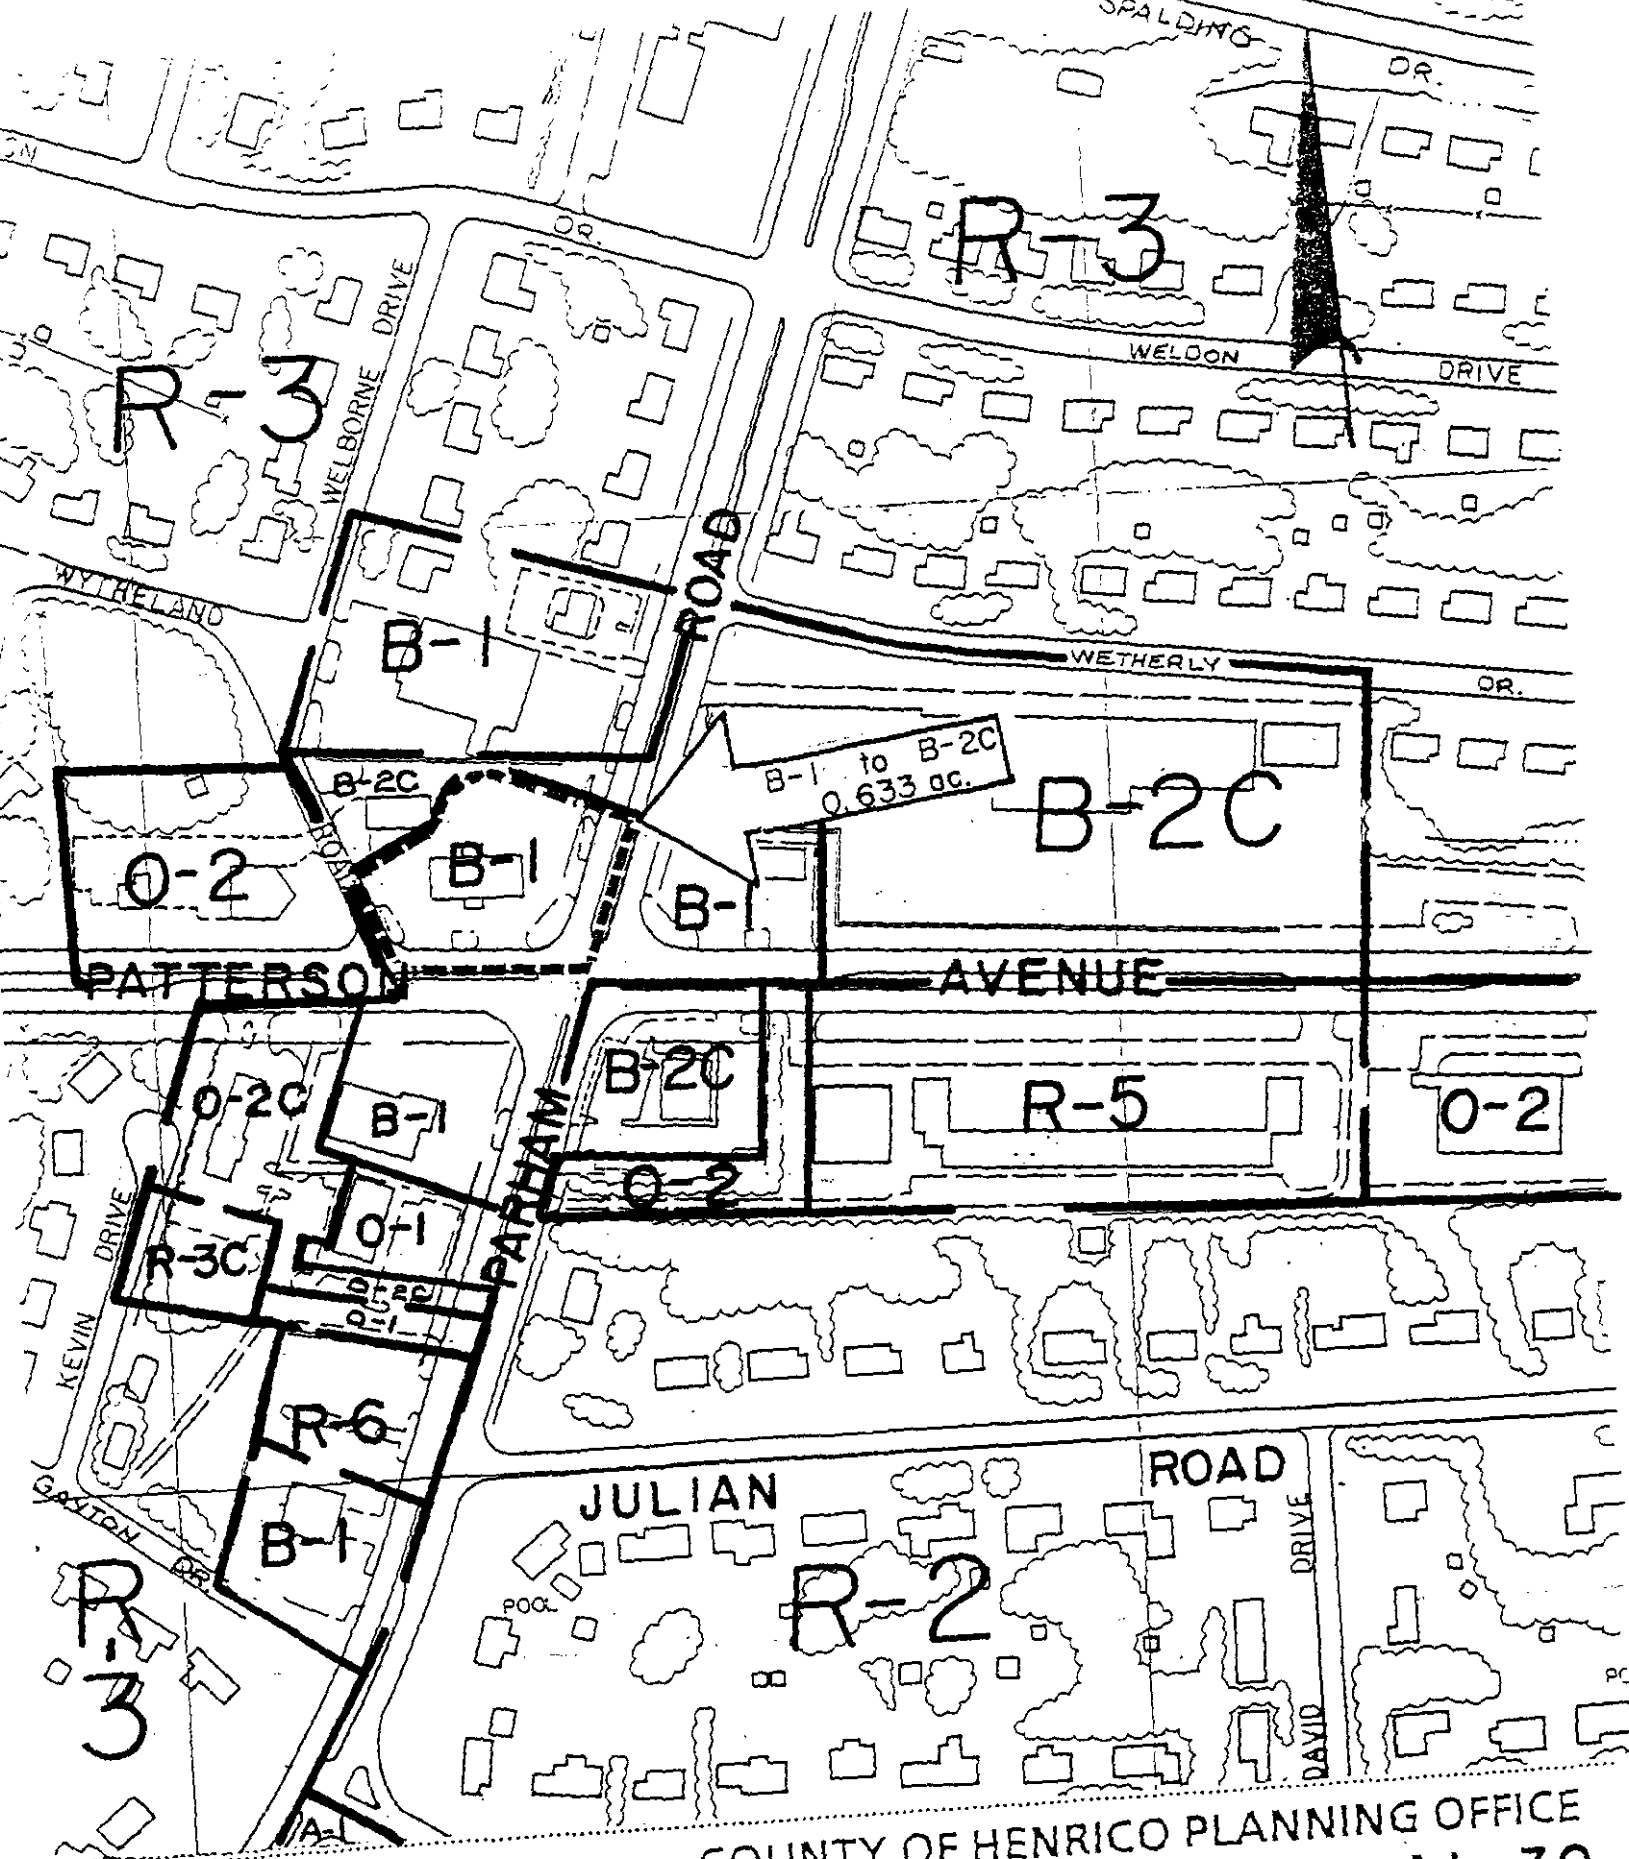 SPALDING
DR.
R-3
DR.
WELDON DRIVE
WELBORNE DRIVE
R-3
WYTHELAND
ROAD
B-1
WETHERLY
DR.
B-2C
B-1 to B-2C
0.633 ac.
B-2C
O-2
ROAD
B-1
B-1
PATTERSON AVENUE
B-2C
O-2C
B-1
R-5
O-2
PARHAM
O-2
O-1
R-3C
DRIVE
KEVIN
O-1
R-6
GAYTON
DR.
B-1
JULIAN ROAD
DRIVE
DAVID
R-3
POOL
R-2
A-1
COUNTY OF HENRICO PLANNING OFFICE